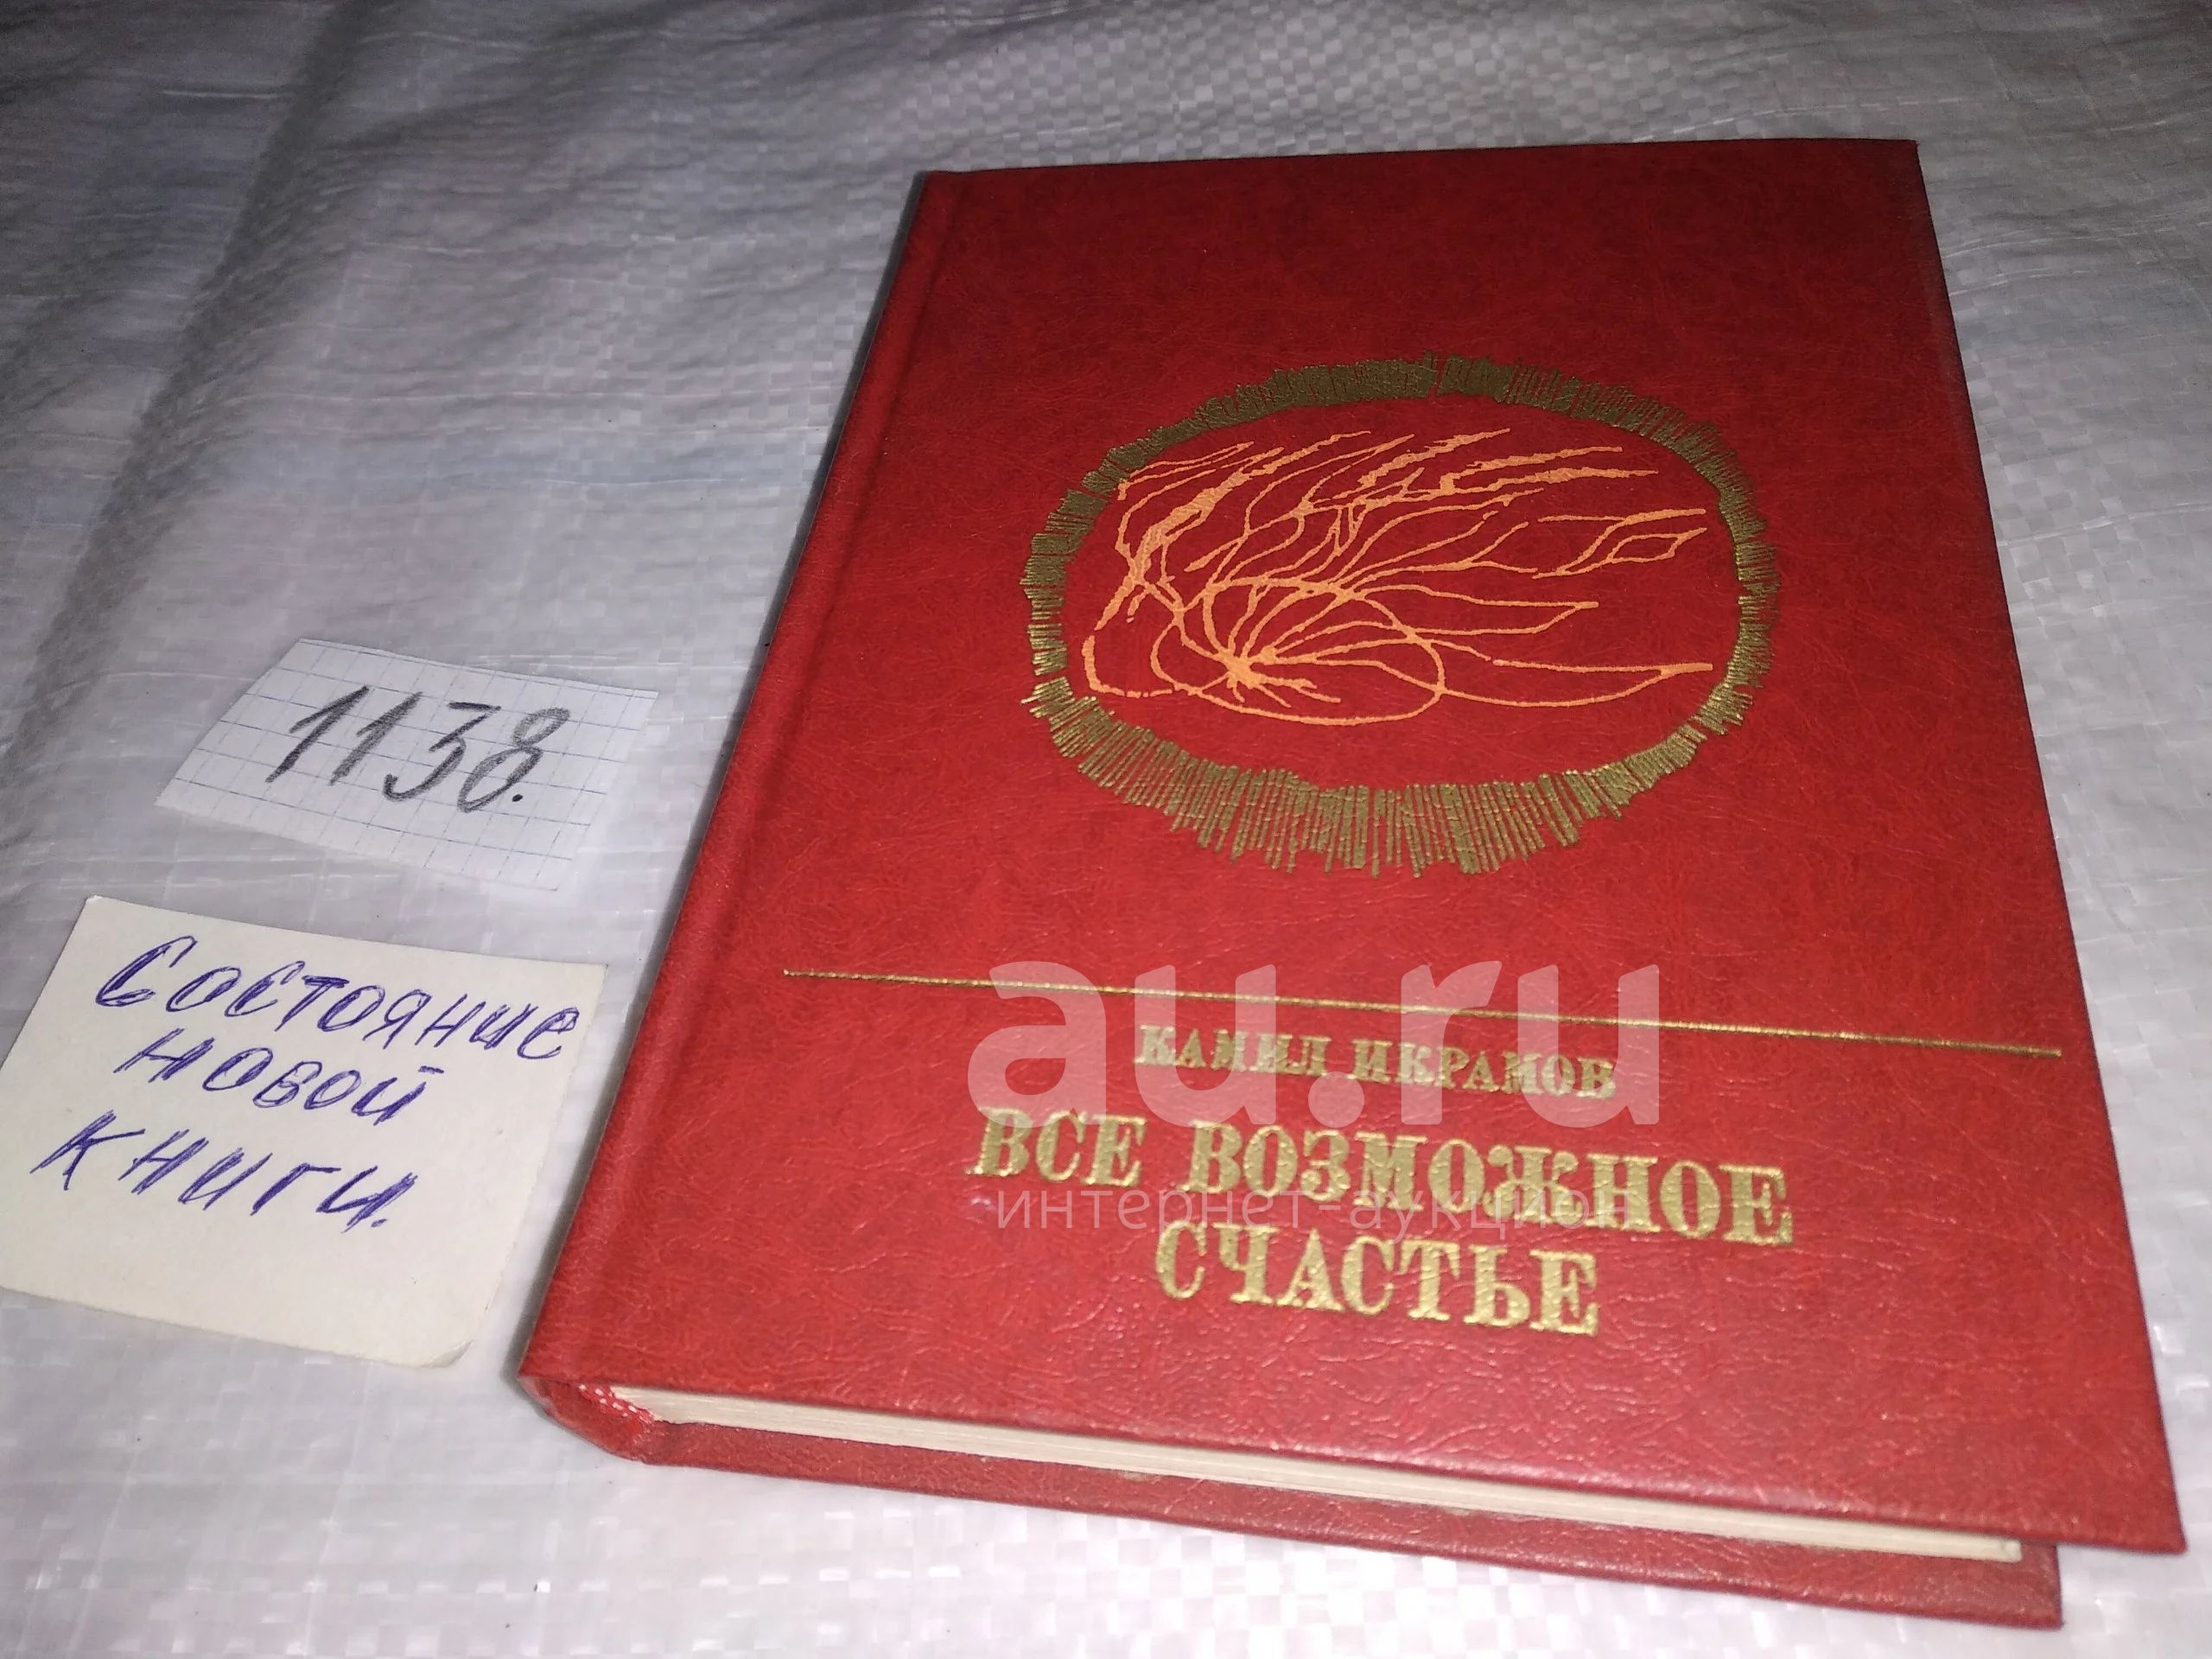 1138.
Состояние
новой
книги.
au.ru
КАМИЛ ИКРАМОВ
ВСЕ ВОЗМОЖНОЕ
интернет-аукцион
СЧАСТЬЕ